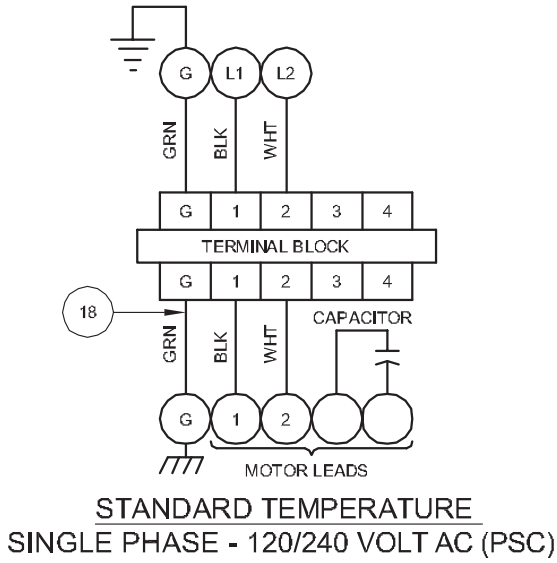 G L1 L2
GRN BLK WHT
G 1 2 3 4
TERMINAL BLOCK
G 1 2 3 4
18
CAPACITOR
GRN BLK WHT
G 1 2
MOTOR LEADS
STANDARD TEMPERATURE
SINGLE PHASE - 120/240 VOLT AC (PSC)